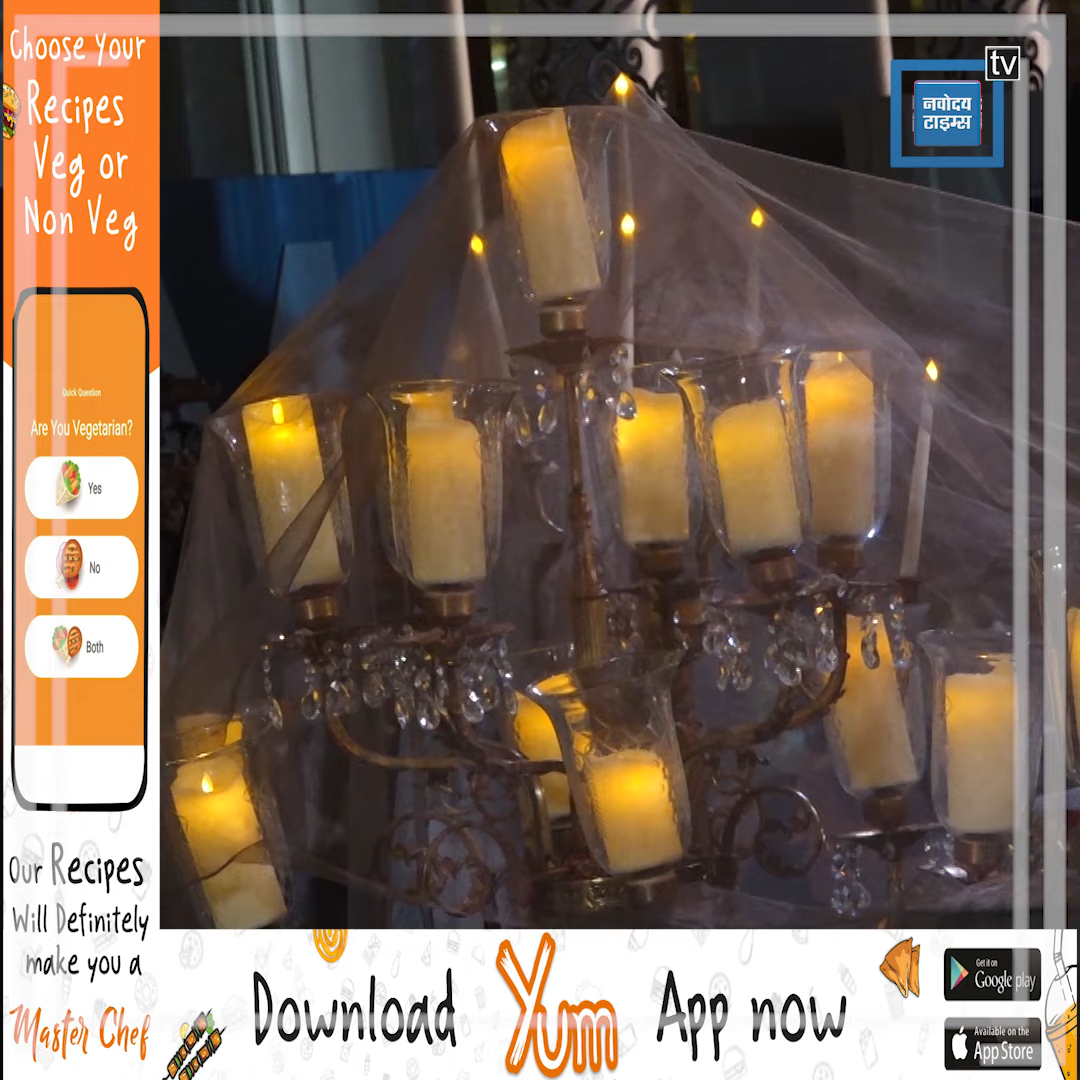 Choose Your
Recipes
Veg or
Non Veg
Quick Question
Are You Vegetarian?
Yes
No
Both
Our Recipes
Will Definitely
make you a
Master Chef
tv
नवोदय
टाइम्स
Download Yum App now
Get it on
Google play
Available on the
App Store